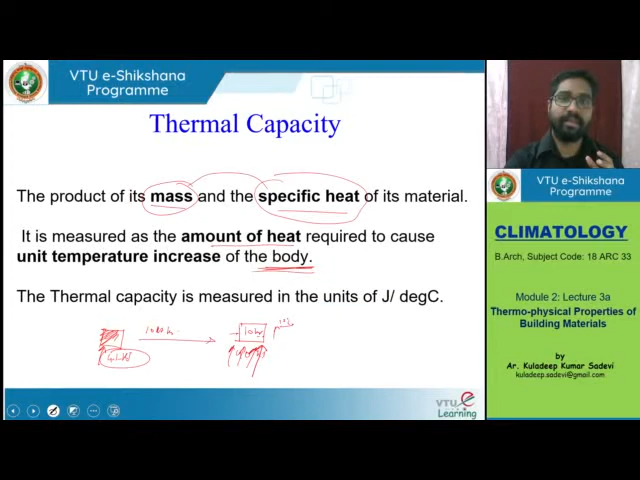 VTU e-Shikshana
Programme
Thermal Capacity
The product of its mass and the specific heat of its material.
It is measured as the amount of heat required to cause
unit temperature increase of the body.
The Thermal capacity is measured in the units of J/ degC.
VTU e
Learning
VTU e-Shikshana
Programme
CLIMATOLOGY
B.Arch, Subject Code: 18 ARC 33
Module 2: Lecture 3a
Thermo-physical Properties of
Building Materials
by
Ar. Kuladeep Kumar Sadevi
kuladeep.sadevi@gmail.com